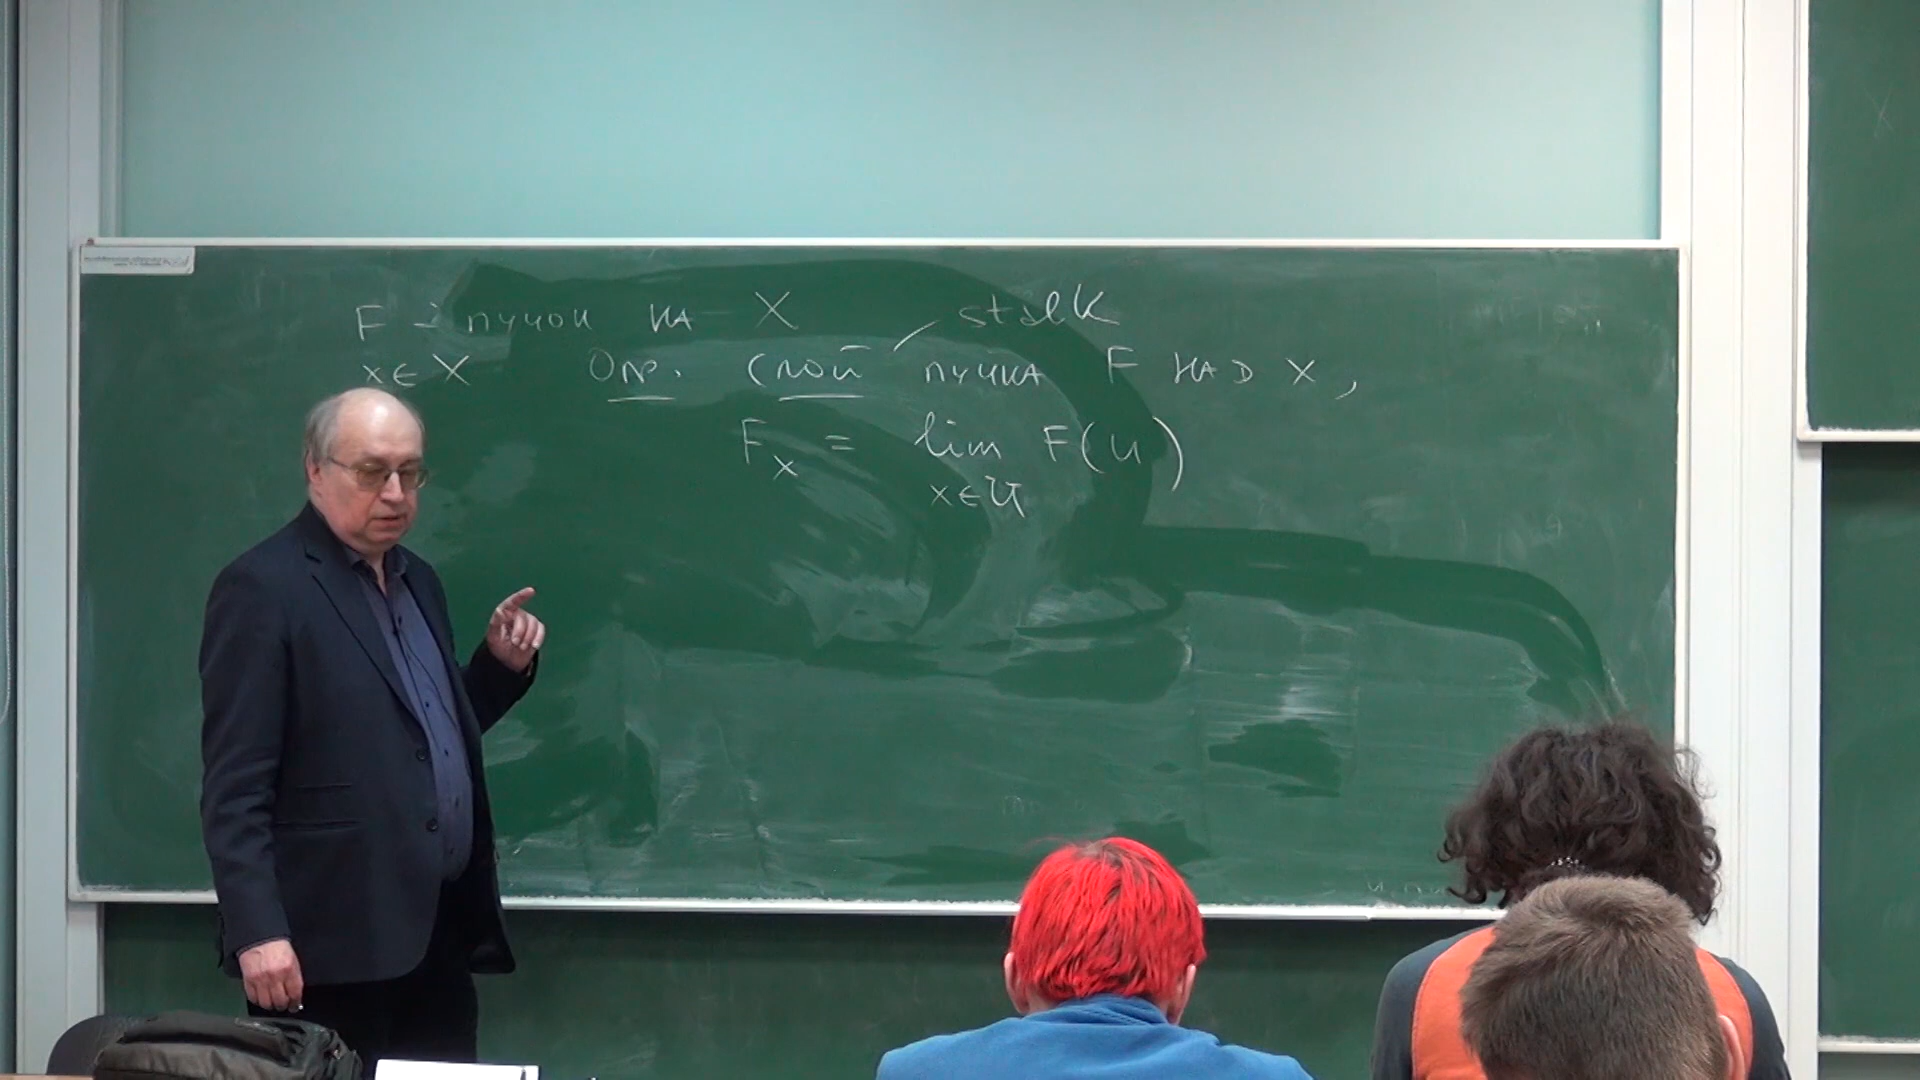 F - пучок на X
stalk
x ∈ X Опр. Слой пучка F над x,
F_x = lim F(U)
x ∈ U